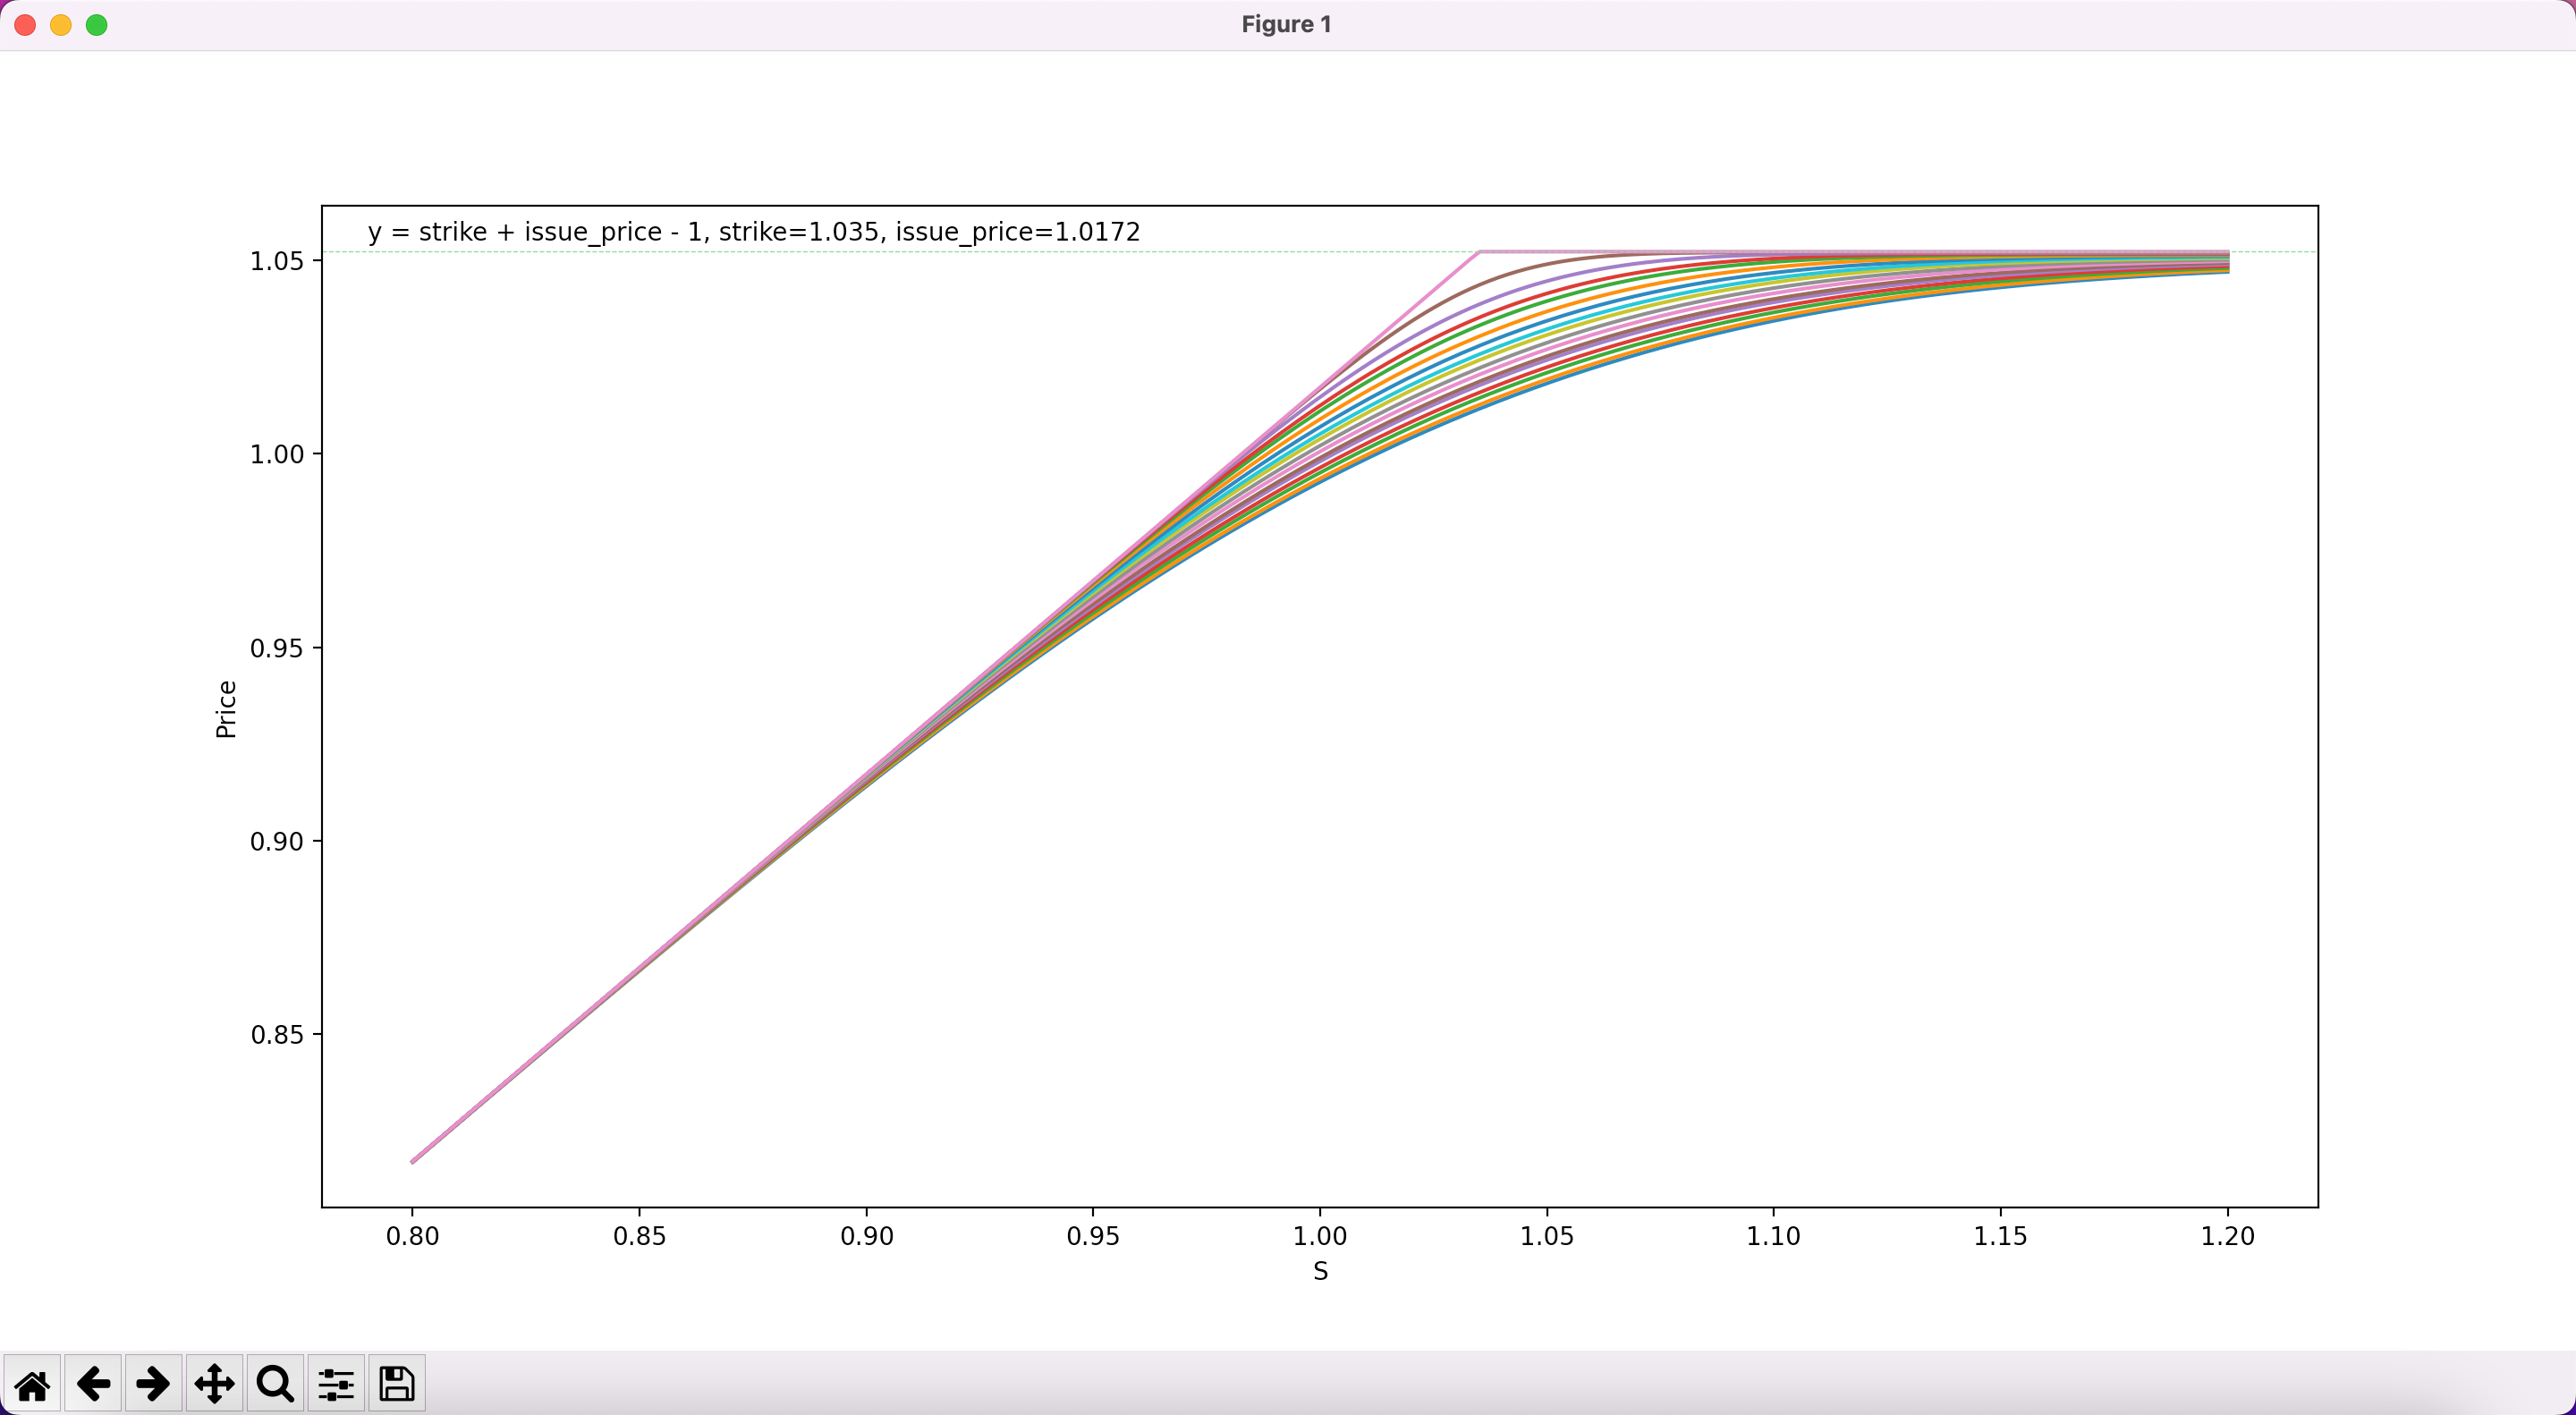 Figure 1
y = strike + issue_price - 1, strike=1.035, issue_price=1.0172
1.05
1.00
0.95
0.90
0.85
Price
0.80 0.85 0.90 0.95 1.00 1.05 1.10 1.15 1.20
S